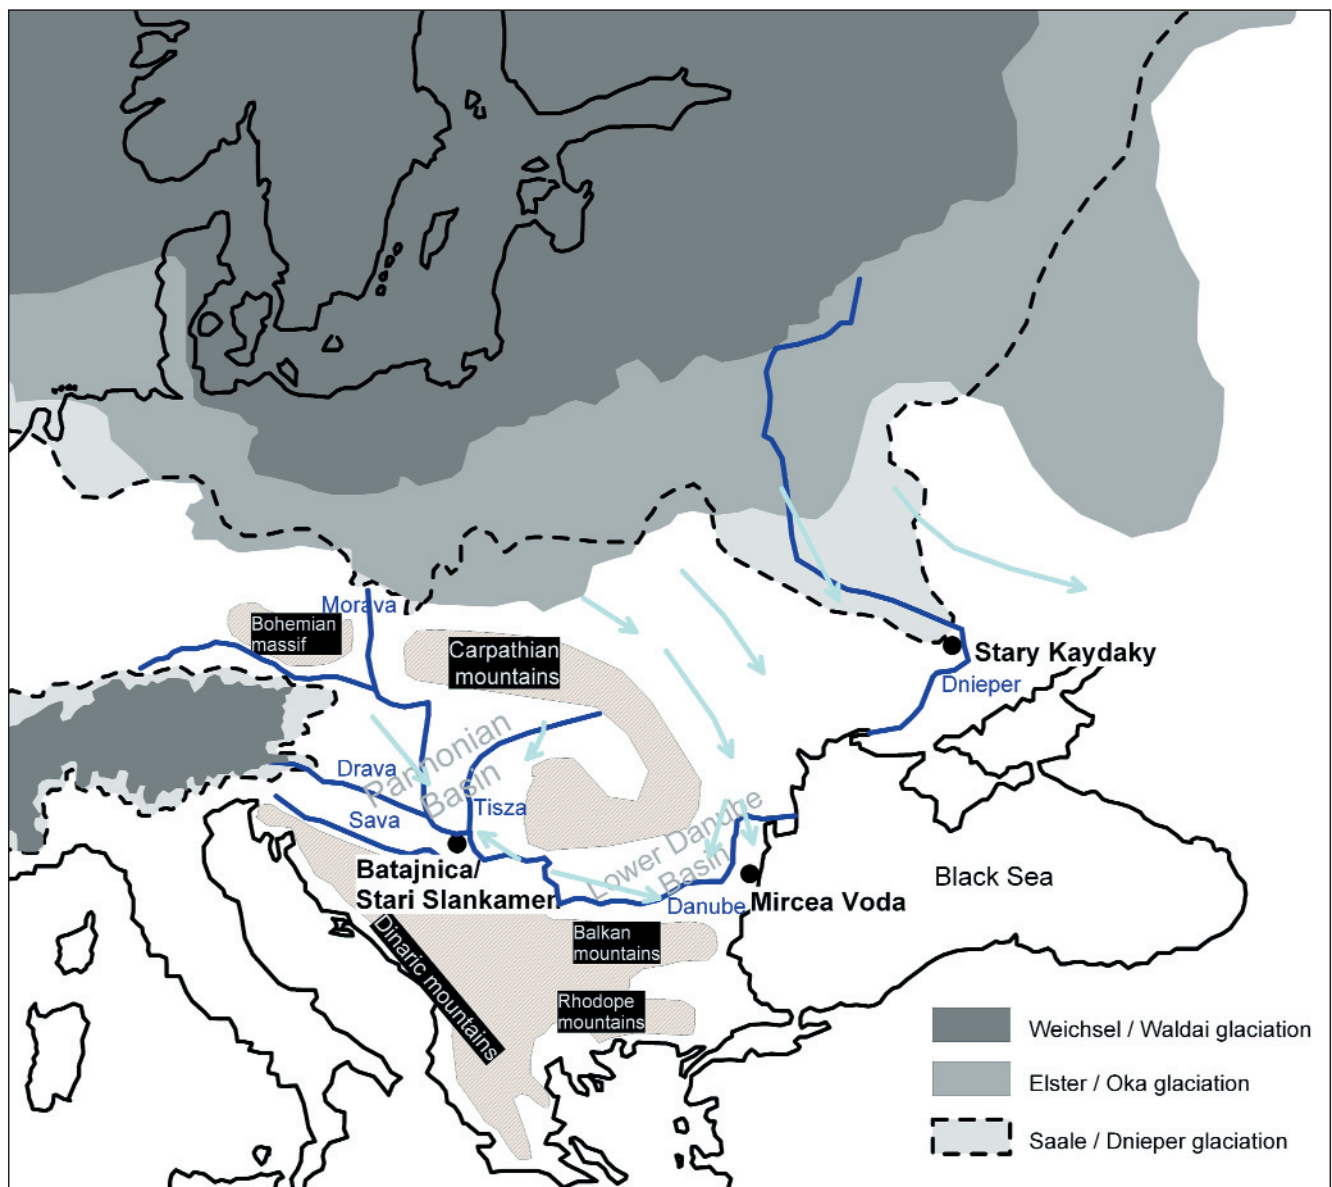 Morava
Bohemian
massif
Carpathian
mountains
Stary Kaydaky
Dnieper
Pannonian
Basin
Drava
Tisza
Sava
Batajnica/
Stari Slankamen
Lower Danube
Basin
Danube
Mircea Voda
Black Sea
Dinaric mountains
Balkan
mountains
Rhodope
mountains
Weichsel / Waldai glaciation
Elster / Oka glaciation
Saale / Dnieper glaciation